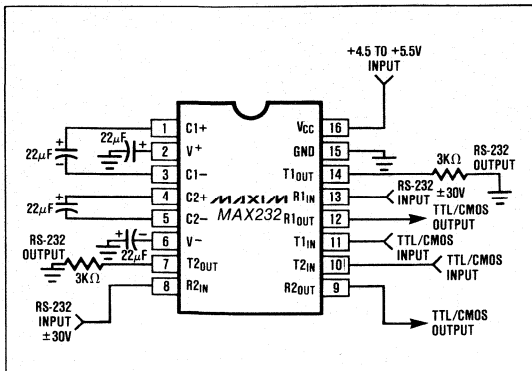 +4.5 TO +5.5V
INPUT
1 C1+ VCC 16
22µF
+
2 V+ GND 15
+
−
22µF
3 C1− T1OUT 14
3KΩ
RS-232
OUTPUT
4 C2+ MAXIM R1IN 13
RS-232
INPUT
±30V
+
22µF
5 C2− MAX232 R1OUT 12
TTL/CMOS
OUTPUT
6 V− T1IN 11
+
−
22µF
TTL/CMOS
INPUT
RS-232
OUTPUT
3KΩ
7 T2OUT T2IN 10
TTL/CMOS
INPUT
8 R2IN R2OUT 9
RS-232
INPUT
±30V
TTL/CMOS
OUTPUT